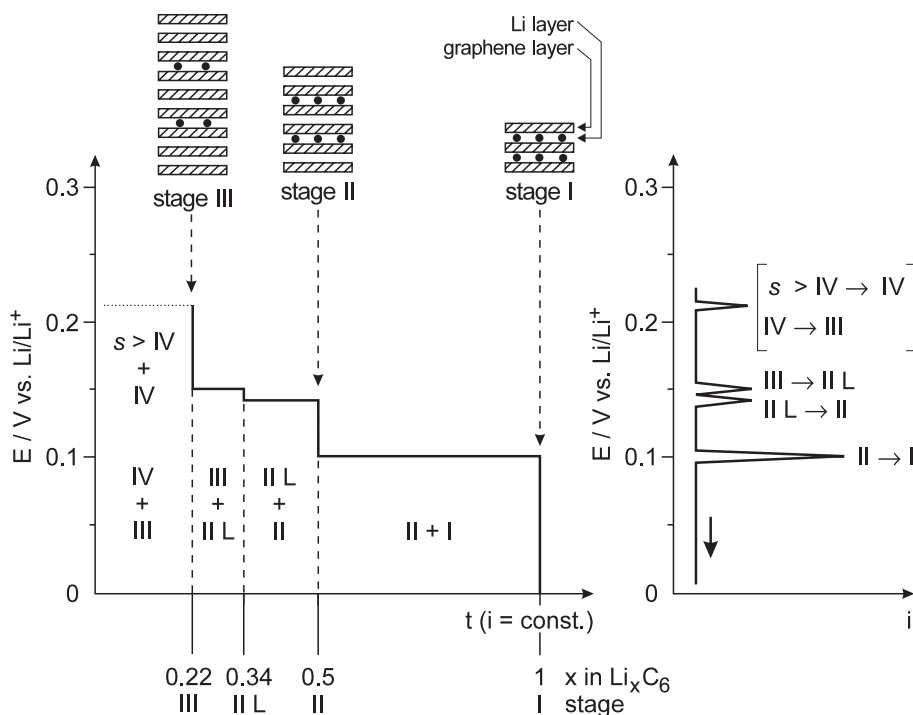 Li layer
graphene layer
stage III
stage II
stage I
0.3
0.2
0.1
0
E / V vs. Li/Li+
s > IV
+
IV
IV
+
III
III
+
II L
II L
+
II
II + I
t (i = const.)
0.22 0.34 0.5 1 x in LixC6
III II L II I stage
0.3
0.2
0.1
0
E / V vs. Li/Li+
s > IV → IV
IV → III
III → II L
II L → II
II → I
i